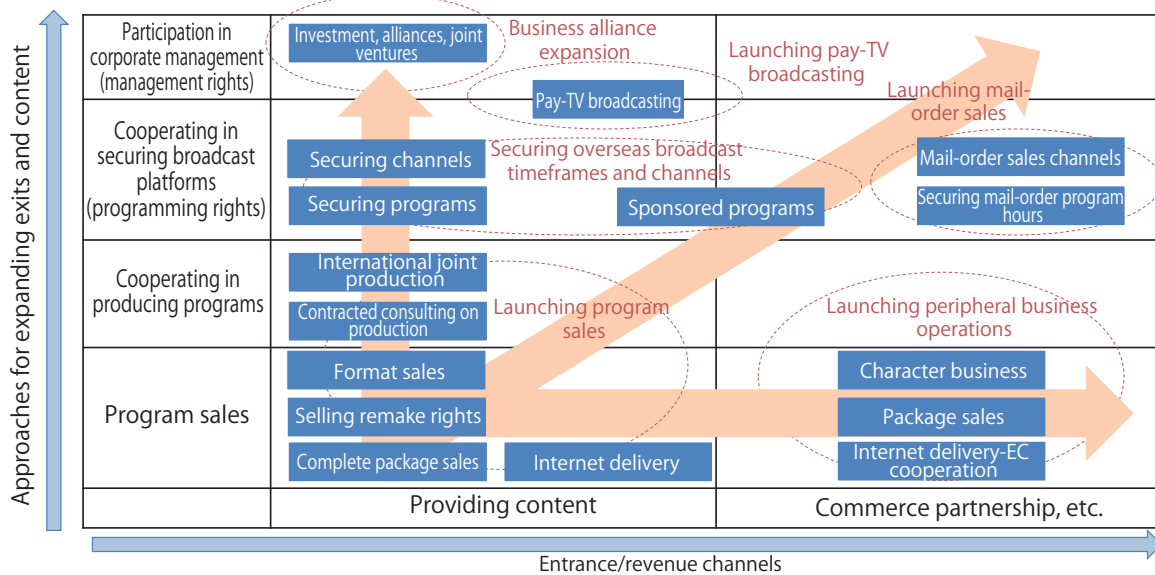 Approaches for expanding exits and content
Participation in
corporate management
(management rights)
Investment, alliances, joint
ventures
Business alliance
expansion
Launching pay-TV
broadcasting
Pay-TV broadcasting
Launching mail-
order sales
Cooperating in
securing broadcast
platforms
(programming rights)
Securing channels
Securing programs
Securing overseas broadcast
timeframes and channels
Sponsored programs
Mail-order sales channels
Securing mail-order program
hours
Cooperating in
producing programs
International joint
production
Contracted consulting on
production
Launching program
sales
Launching peripheral business
operations
Program sales
Format sales
Selling remake rights
Complete package sales
Internet delivery
Character business
Package sales
Internet delivery-EC
cooperation
Providing content
Commerce partnership, etc.
Entrance/revenue channels